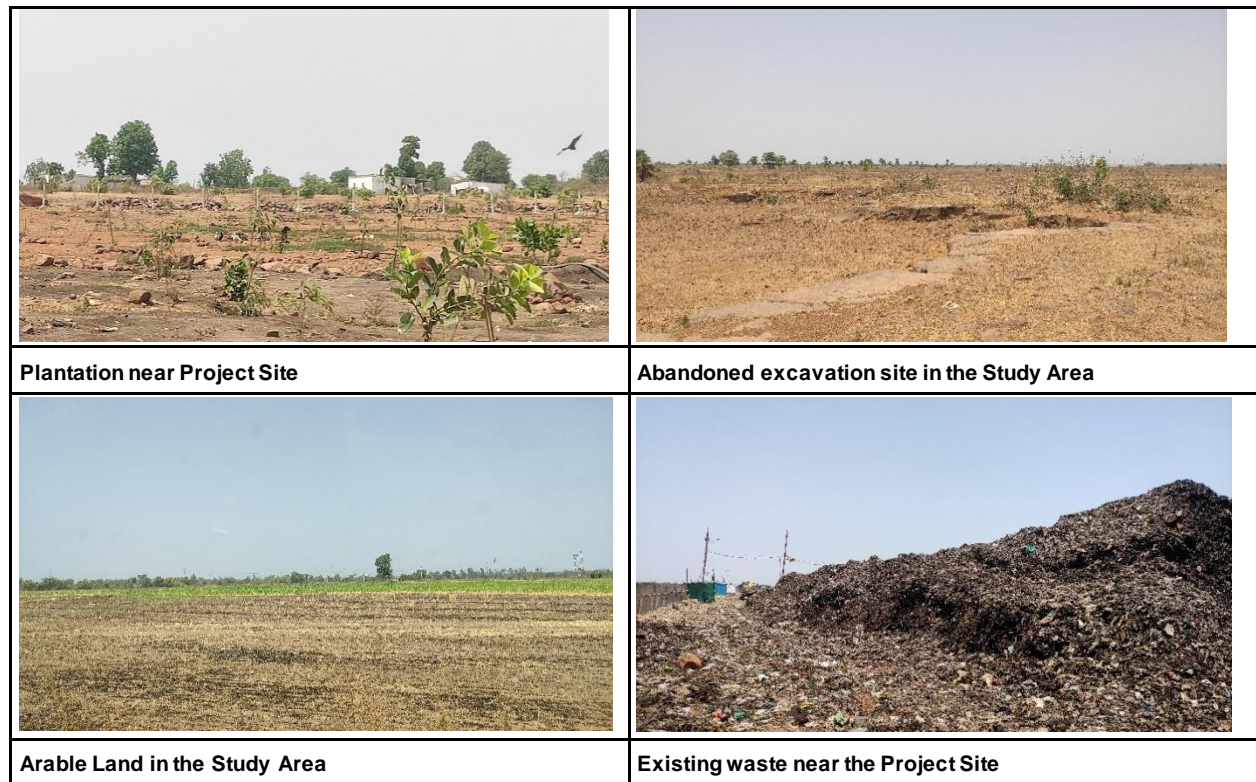 Plantation near Project Site
Abandoned excavation site in the Study Area
Arable Land in the Study Area
Existing waste near the Project Site